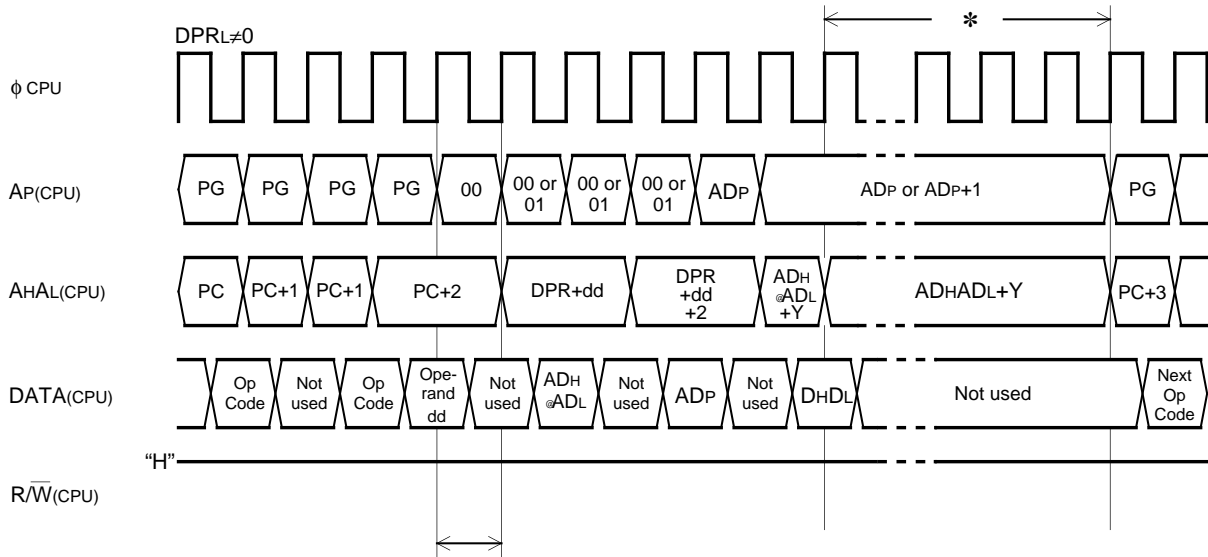 DPRL≠0
*
ϕ CPU
AP(CPU)
PG PG PG PG 00 00 or 01 00 or 01 00 or 01 ADP ADP or ADP+1 PG
AHAL(CPU)
PC PC+1 PC+1 PC+2 DPR+dd DPR +dd +2 ADH @ADL +Y ADHADL+Y PC+3
DATA(CPU)
Op Code Not used Op Code Ope- rand dd Not used ADH @ADL Not used ADP Not used DHDL Not used Next Op Code
“H”
R/W̅(CPU)